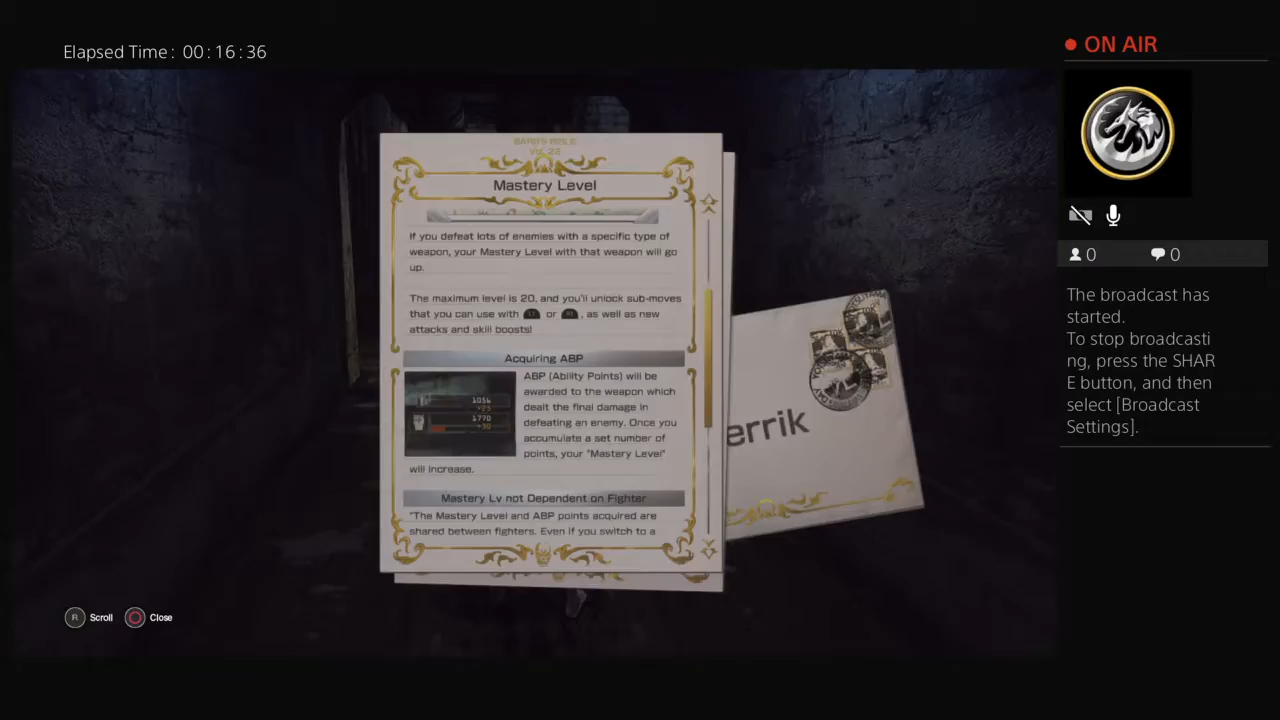 Elapsed Time: 00:16:36
ON AIR
Vol.22
Mastery Level
If you defeat lots of enemies with a specific type of
weapon, your Mastery Level with that weapon will go
up.
The maximum level is 20, and you'll unlock sub-moves
that you can use with or , as well as new
attacks and skill boosts!
Acquiring ABP
ABP (Ability Points) will be
awarded to the weapon which
dealt the final damage in
defeating an enemy. Once you
accumulate a set number of
points, your "Mastery Level"
will increase.
1056
+25
1770
+30
Mastery Lv not Dependent on Fighter
"The Mastery Level and ABP points acquired are
shared between fighters. Even if you switch to a
errik
R Scroll Close
0 0
The broadcast has
started.
To stop broadcasti
ng, press the SHAR
E button, and then
select [Broadcast
Settings].